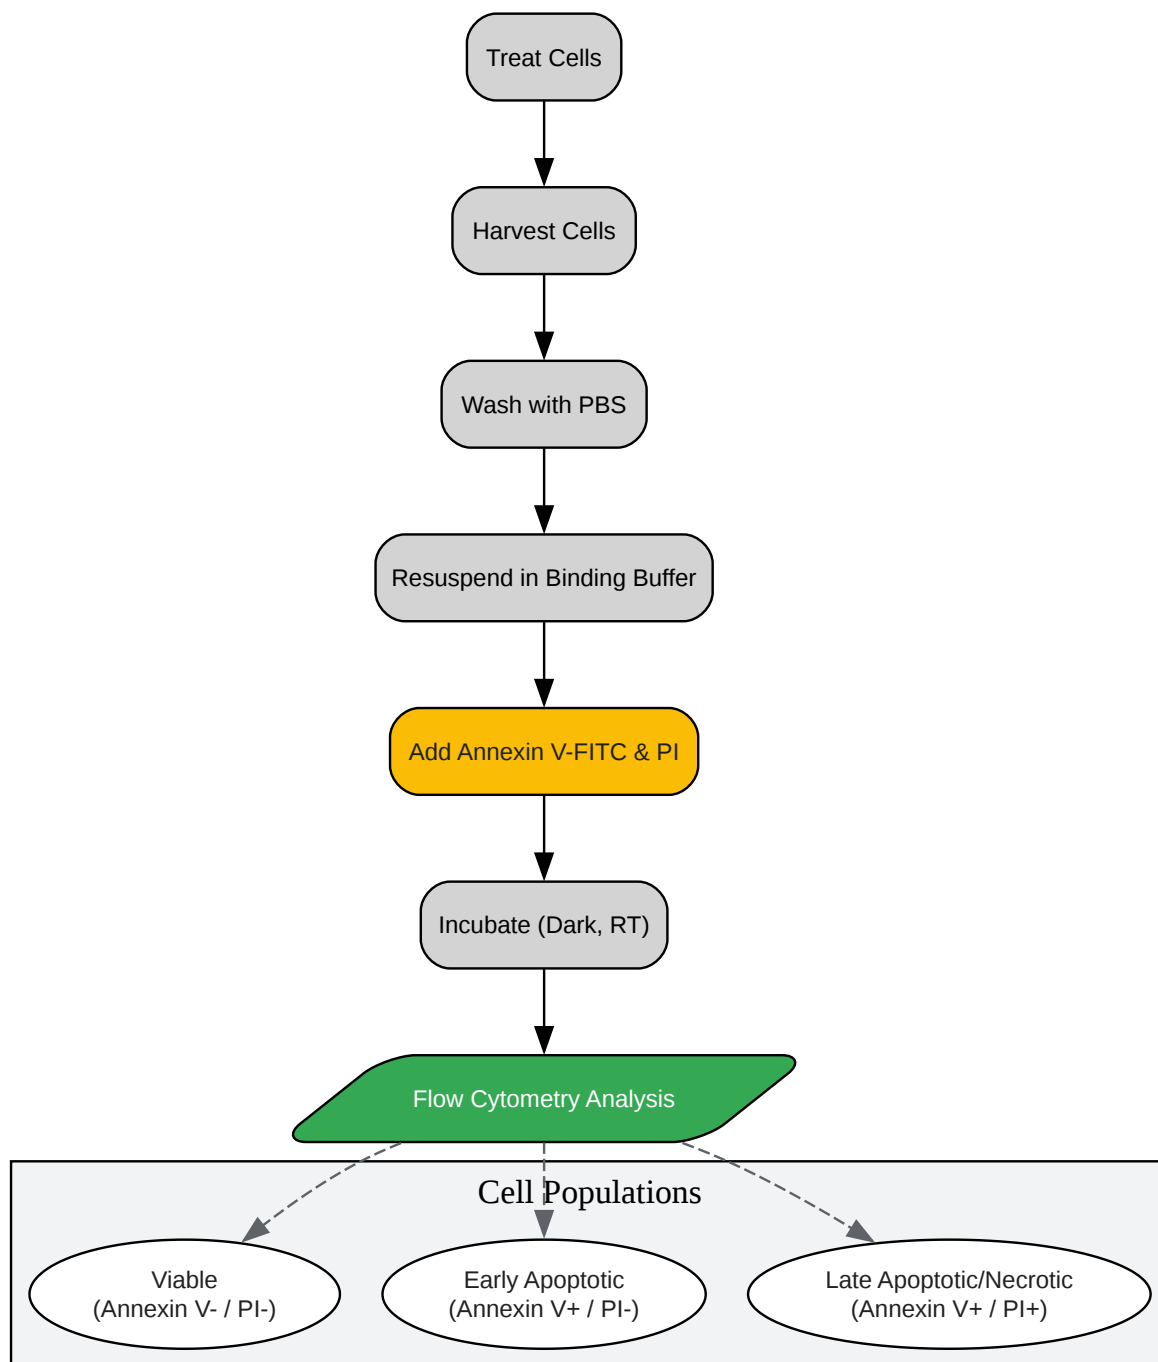 Treat Cells
Harvest Cells
Wash with PBS
Resuspend in Binding Buffer
Add Annexin V-FITC & PI
Incubate (Dark, RT)
Flow Cytometry Analysis
Cell Populations
Viable
(Annexin V- / PI-)
Early Apoptotic
(Annexin V+ / PI-)
Late Apoptotic/Necrotic
(Annexin V+ / PI+)